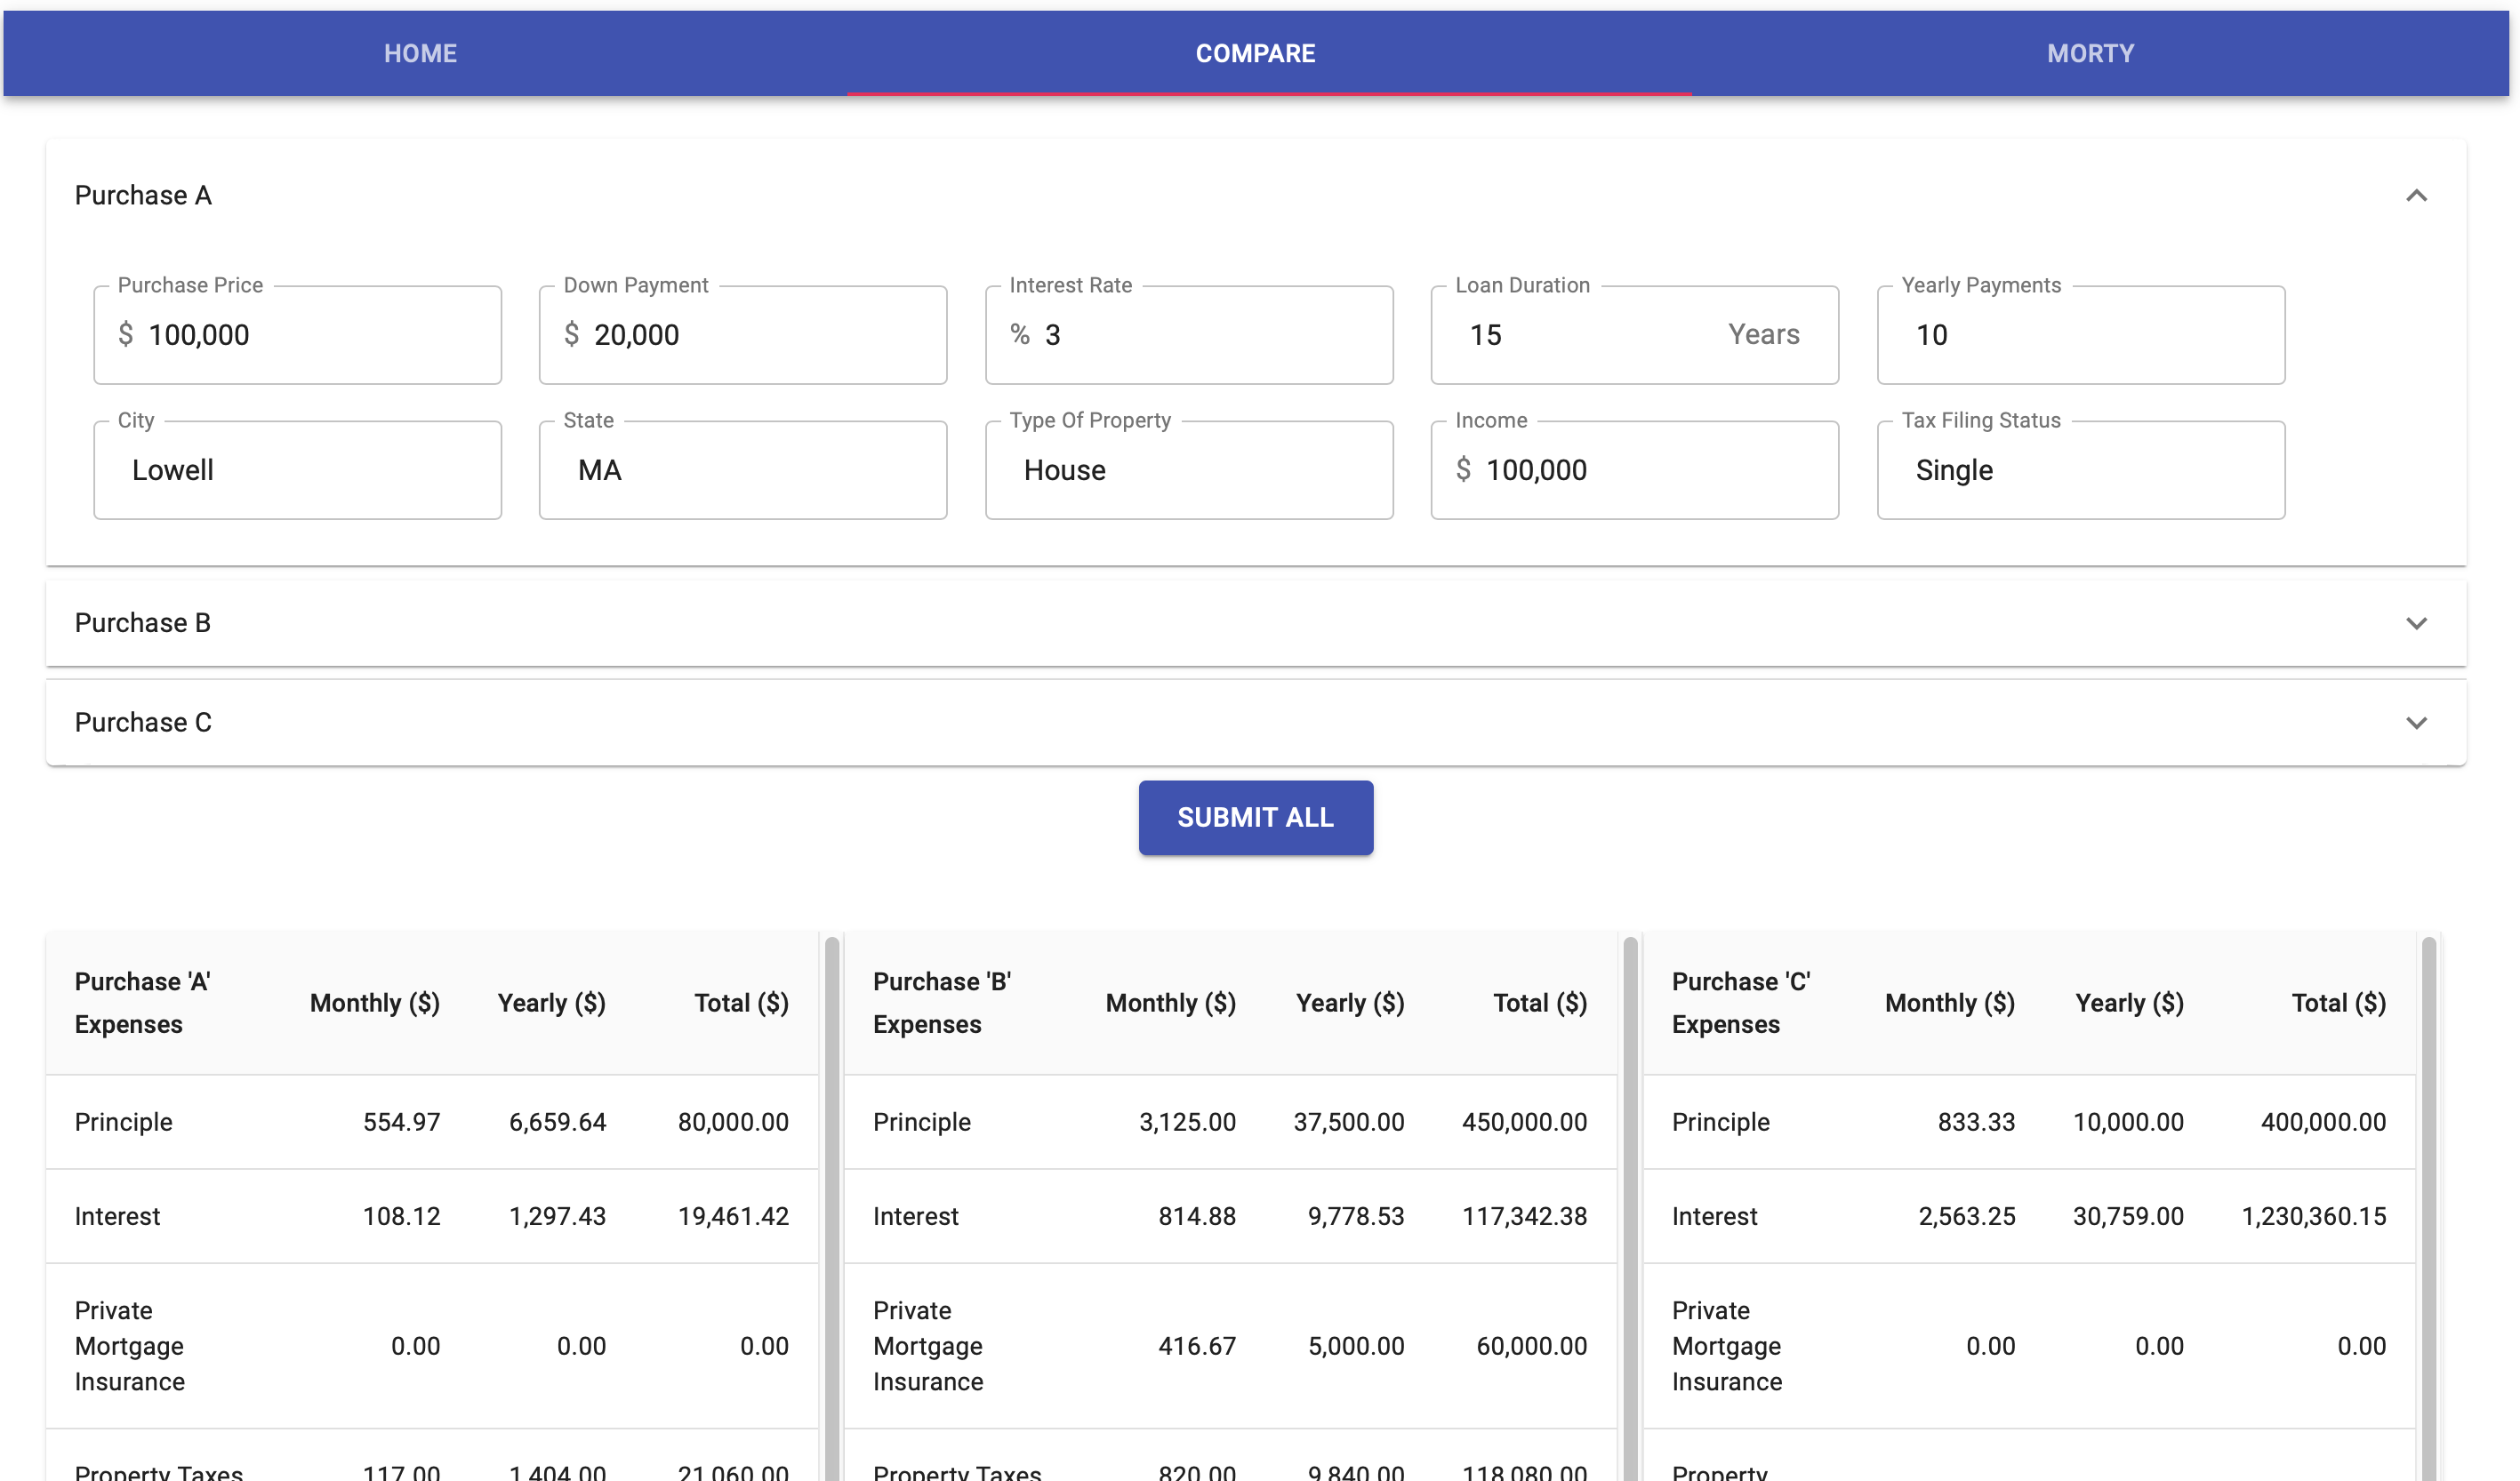 HOME COMPARE MORTY
Purchase A
Purchase Price Down Payment Interest Rate Loan Duration Yearly Payments
$ 100,000 $ 20,000 % 3 15 Years 10
City State Type Of Property Income Tax Filing Status
Lowell MA House $ 100,000 Single
Purchase B
Purchase C
SUBMIT ALL
Purchase 'A' Expenses Monthly ($) Yearly ($) Total ($) Purchase 'B' Expenses Monthly ($) Yearly ($) Total ($) Purchase 'C' Expenses Monthly ($) Yearly ($) Total ($)
Principle 554.97 6,659.64 80,000.00 Principle 3,125.00 37,500.00 450,000.00 Principle 833.33 10,000.00 400,000.00
Interest 108.12 1,297.43 19,461.42 Interest 814.88 9,778.53 117,342.38 Interest 2,563.25 30,759.00 1,230,360.15
Private Mortgage Insurance 0.00 0.00 0.00 Private Mortgage Insurance 416.67 5,000.00 60,000.00 Private Mortgage Insurance 0.00 0.00 0.00
Property Taxes 117.00 1,404.00 21,060.00 Property Taxes 820.00 9,840.00 118,080.00 Property